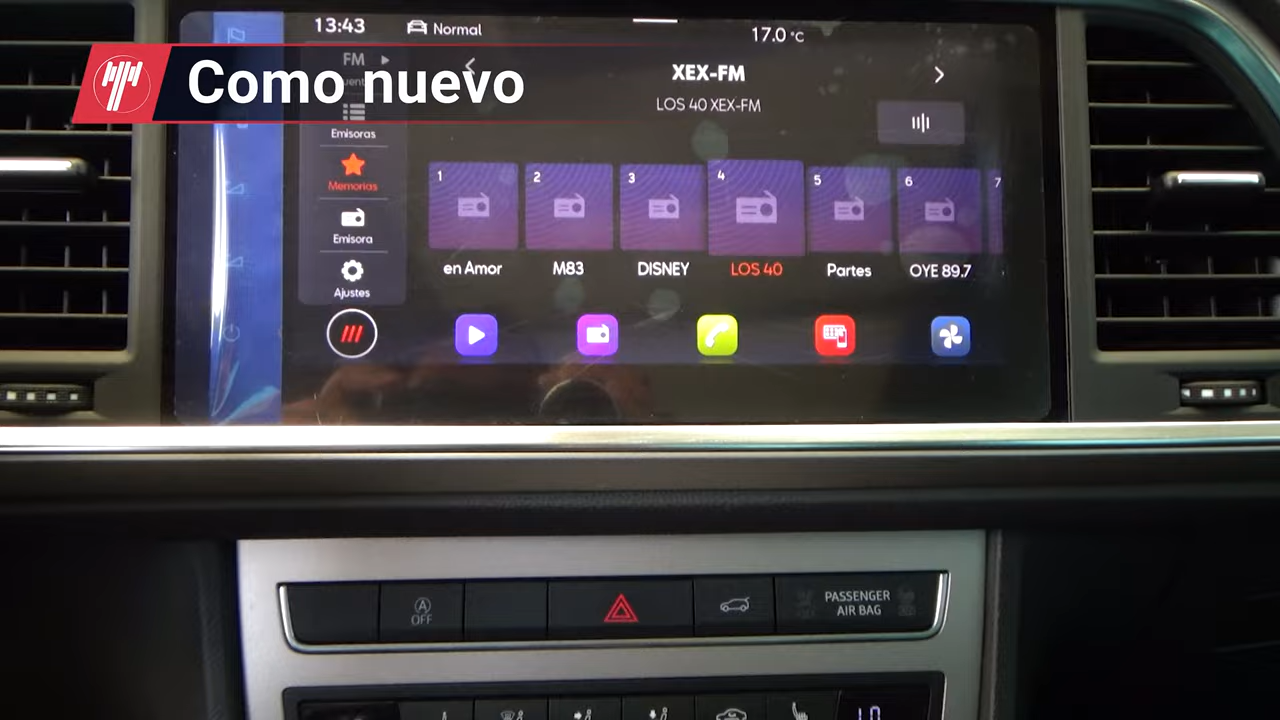 13:43
Normal
17.0 °C
Como nuevo
FM
XEX-FM
LOS 40 XEX-FM
Emisoras
Memorias
Emisora
Ajustes
1 2 3 4 5 6 7
en Amor M83 DISNEY LOS 40 Partes OYE 89.7
A
OFF
PASSENGER
AIR BAG